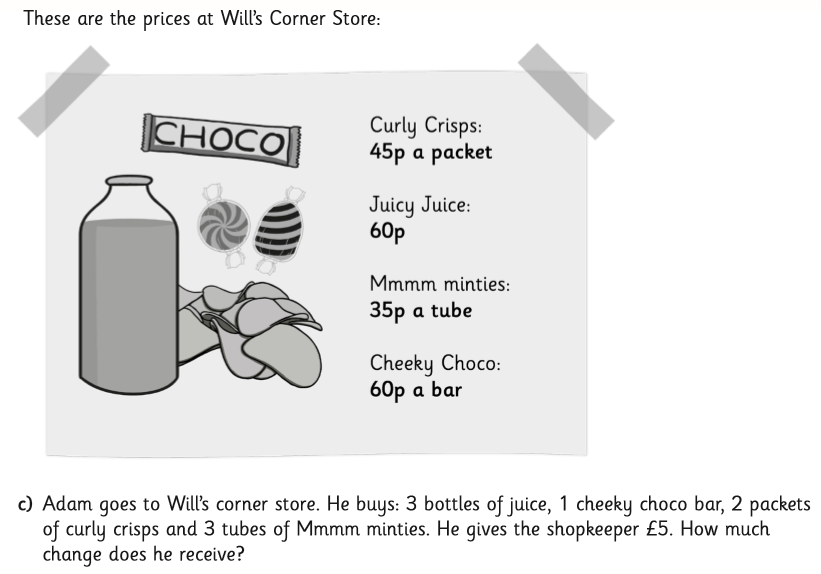 These are the prices at Will's Corner Store:
CHOCO
Curly Crisps:
45p a packet
Juicy Juice:
60p
Mmmm minties:
35p a tube
Cheeky Choco:
60p a bar
c) Adam goes to Will's corner store. He buys: 3 bottles of juice, 1 cheeky choco bar, 2 packets
of curly crisps and 3 tubes of Mmmm minties. He gives the shopkeeper £5. How much
change does he receive?